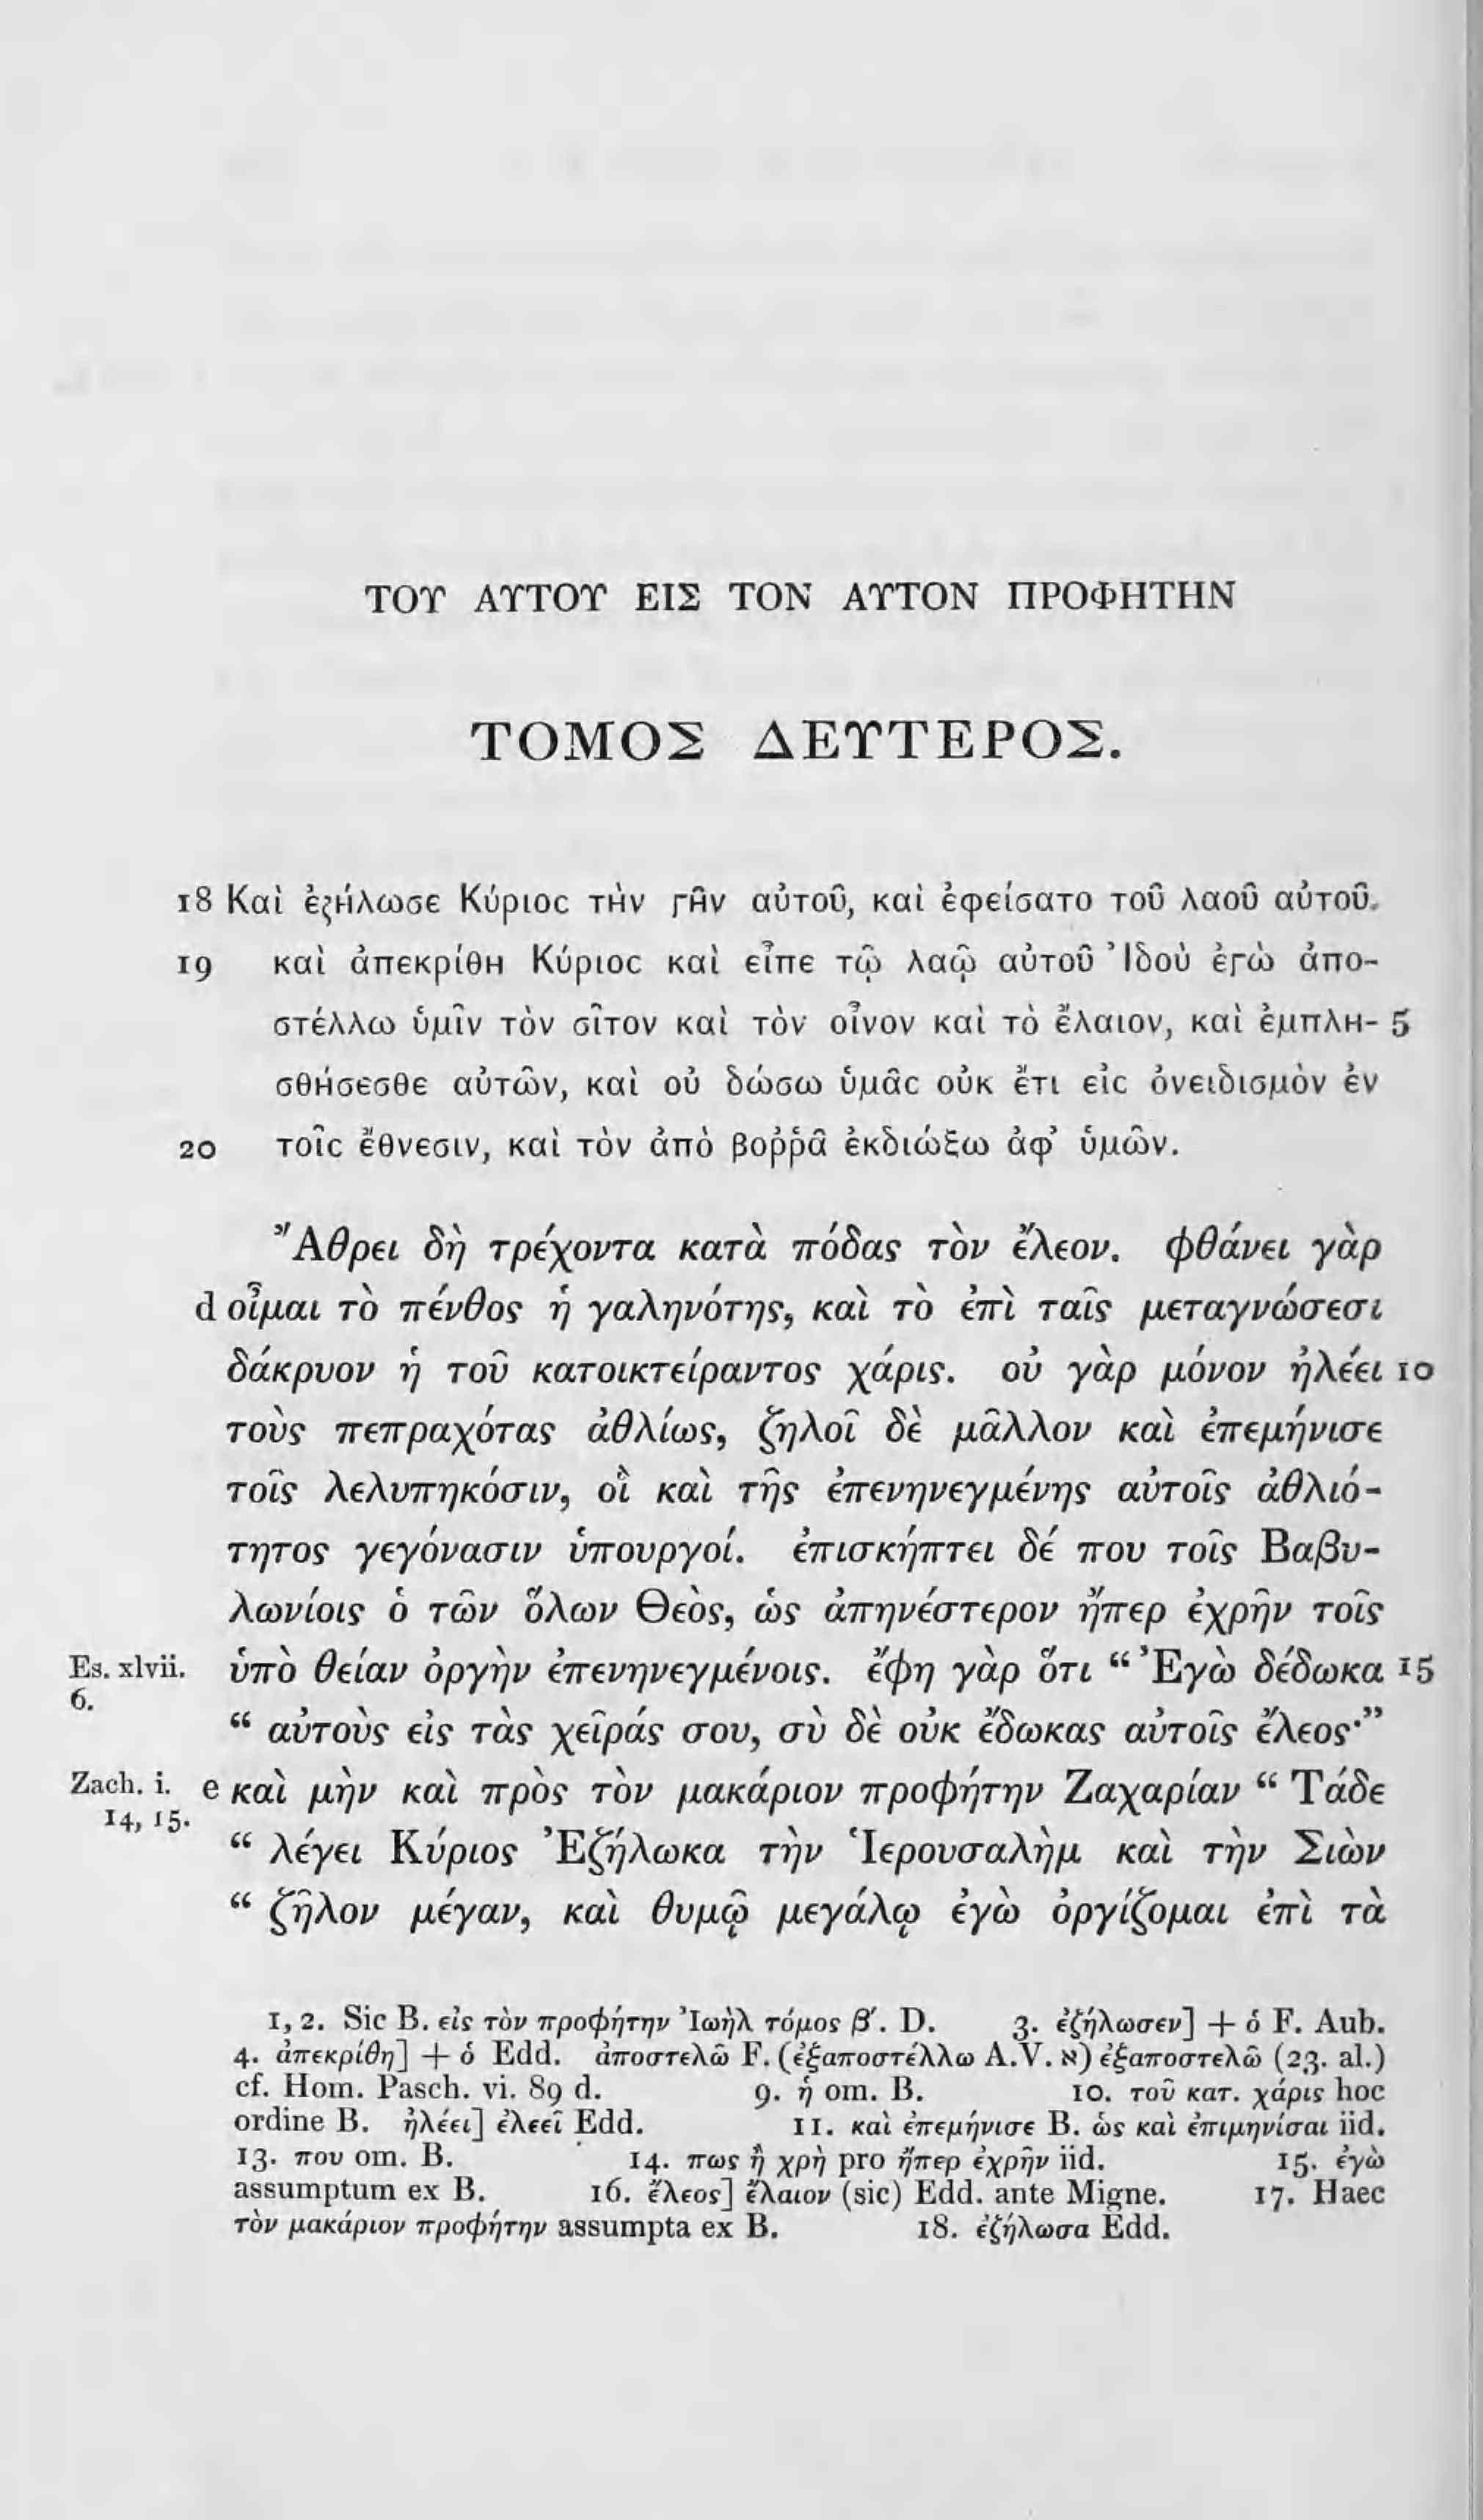 ΤΟΥ ΑΥΤΟΥ ΕΙΣ ΤΟΝ ΑΥΤΟΝ ΠΡΟΦΗΤΗΝ
ΤΟΜΟΣ ΔΕΥΤΕΡΟΣ.
18 Καὶ ἐζήλωσε Κύριος τὴν γῆν αὐτοῦ, καὶ ἐφείσατο τοῦ λαοῦ αὐτοῦ.
19 καὶ ἀπεκρίθη Κύριος καὶ εἶπε τῷ λαῷ αὐτοῦ Ἰδοὺ ἐγὼ ἀπο-
στέλλω ὑμῖν τὸν σῖτον καὶ τὸν οἶνον καὶ τὸ ἔλαιον, καὶ ἐμπλη- 5
σθήσεσθε αὐτῶν, καὶ οὐ δώσω ὑμᾶς οὐκ ἔτι εἰς ὀνειδισμὸν ἐν
20 τοῖς ἔθνεσιν, καὶ τὸν ἀπὸ βοῤῥᾶ ἐκδιώξω ἀφ’ ὑμῶν.
Ἄθρει δὴ τρέχοντα κατὰ πόδας τὸν ἔλεον. φθάνει γὰρ
d οἶμαι τὸ πένθος ἡ γαληνότης, καὶ τὸ ἐπὶ ταῖς μεταγνώσεσι
δάκρυον ἡ τοῦ κατοικτείραντος χάρις. οὐ γὰρ μόνον ἠλέει 10
τοὺς πεπραχότας ἀθλίως, ζηλοῖ δὲ μᾶλλον καὶ ἐπεμήνισε
τοῖς λελυπηκόσιν, οἳ καὶ τῆς ἐπενηνεγμένης αὐτοῖς ἀθλιό-
τητος γεγόνασιν ὑπουργοί. ἐπισκήπτει δέ που τοῖς Βαβυ-
λωνίοις ὁ τῶν ὅλων Θεὸς, ὡς ἀπηνέστερον ἤπερ ἐχρῆν τοῖς
Es. xlvii. 6. ὑπὸ θείαν ὀργὴν ἐπενηνεγμένοις. ἔφη γὰρ ὅτι “ Ἐγὼ δέδωκα 15
“ αὐτοὺς εἰς τὰς χεῖράς σου, σὺ δὲ οὐκ ἔδωκας αὐτοῖς ἔλεος·”
Zach. i. 14, 15. e καὶ μὴν καὶ πρὸς τὸν μακάριον προφήτην Ζαχαρίαν “ Τάδε
“ λέγει Κύριος Ἐζήλωκα τὴν Ἱερουσαλὴμ καὶ τὴν Σιὼν
“ ζῆλον μέγαν, καὶ θυμῷ μεγάλῳ ἐγὼ ὀργίζομαι ἐπὶ τὰ
1, 2. Sic B. εἰς τὸν προφήτην Ἰωὴλ τόμος β′. D. 3. ἐζήλωσεν] + ὁ F. Aub.
4. ἀπεκρίθη] + ὁ Edd. ἀποστελῶ F. (ἐξαποστέλλω A.V. א) ἐξαποστελῶ (23. al.)
cf. Hom. Pasch. vi. 89 d. 9. ἡ om. B. 10. τοῦ κατ. χάρις hoc
ordine B. ἠλέει] ἐλεεῖ Edd. 11. καὶ ἐπεμήνισε B. ὡς καὶ ἐπιμηνίσαι iid.
13. που om. B. 14. πως ἢ χρὴ pro ἤπερ ἐχρῆν iid. 15. ἐγὼ
assumptum ex B. 16. ἔλεος] ἔλαιον (sic) Edd. ante Migne. 17. Haec
τὸν μακάριον προφήτην assumpta ex B. 18. ἐζήλωσα Edd.